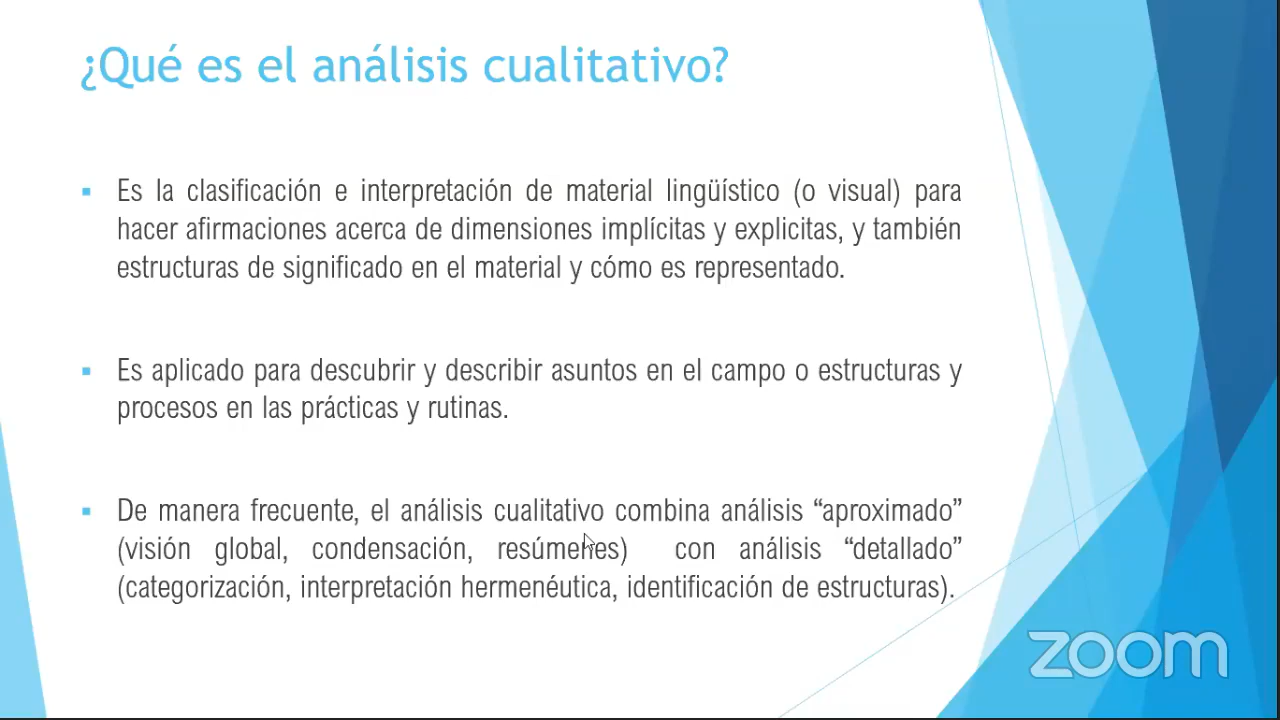 ¿Qué es el análisis cualitativo?
Es la clasificación e interpretación de material lingüístico (o visual) para
hacer afirmaciones acerca de dimensiones implícitas y explicitas, y también
estructuras de significado en el material y cómo es representado.
Es aplicado para descubrir y describir asuntos en el campo o estructuras y
procesos en las prácticas y rutinas.
De manera frecuente, el análisis cualitativo combina análisis “aproximado”
(visión global, condensación, resúmenes) con análisis “detallado”
(categorización, interpretación hermenéutica, identificación de estructuras).
zoom